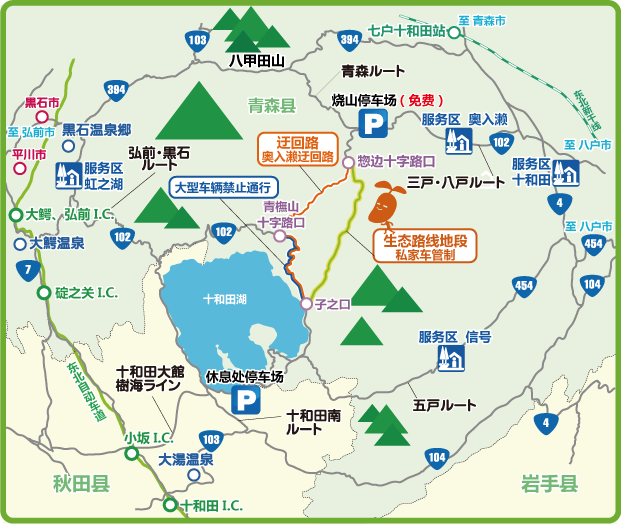 至 青森市
七户十和田站
103
394
八甲田山
青森ルート
东北新干线
394
青森县
烧山停车场(免费)
P
黑石市
至 弘前市
黑石温泉郷
平川市
弘前・黒石
ルート
服务区
虹之湖
迂回路
奥入濑迂回路
服务区 奥入濑
102
至 八户市
惣边十字路口
三戸・八戸ルート
服务区
十和田
大型车辆禁止通行
青橅山
十字路口
4
大鳄、弘前 I.C.
大鰐温泉
102
102
生态路线地段
私家车管制
至 八户市
454
7
碇之关 I.C.
十和田湖
子之口
454
104
服务区 信号
东北自动车道
十和田大館
樹海ライン
休息处停车场
P
五戸ルート
十和田南
ルート
4
小坂 I.C.
103
大湯温泉
104
秋田县
岩手县
十和田 I.C.